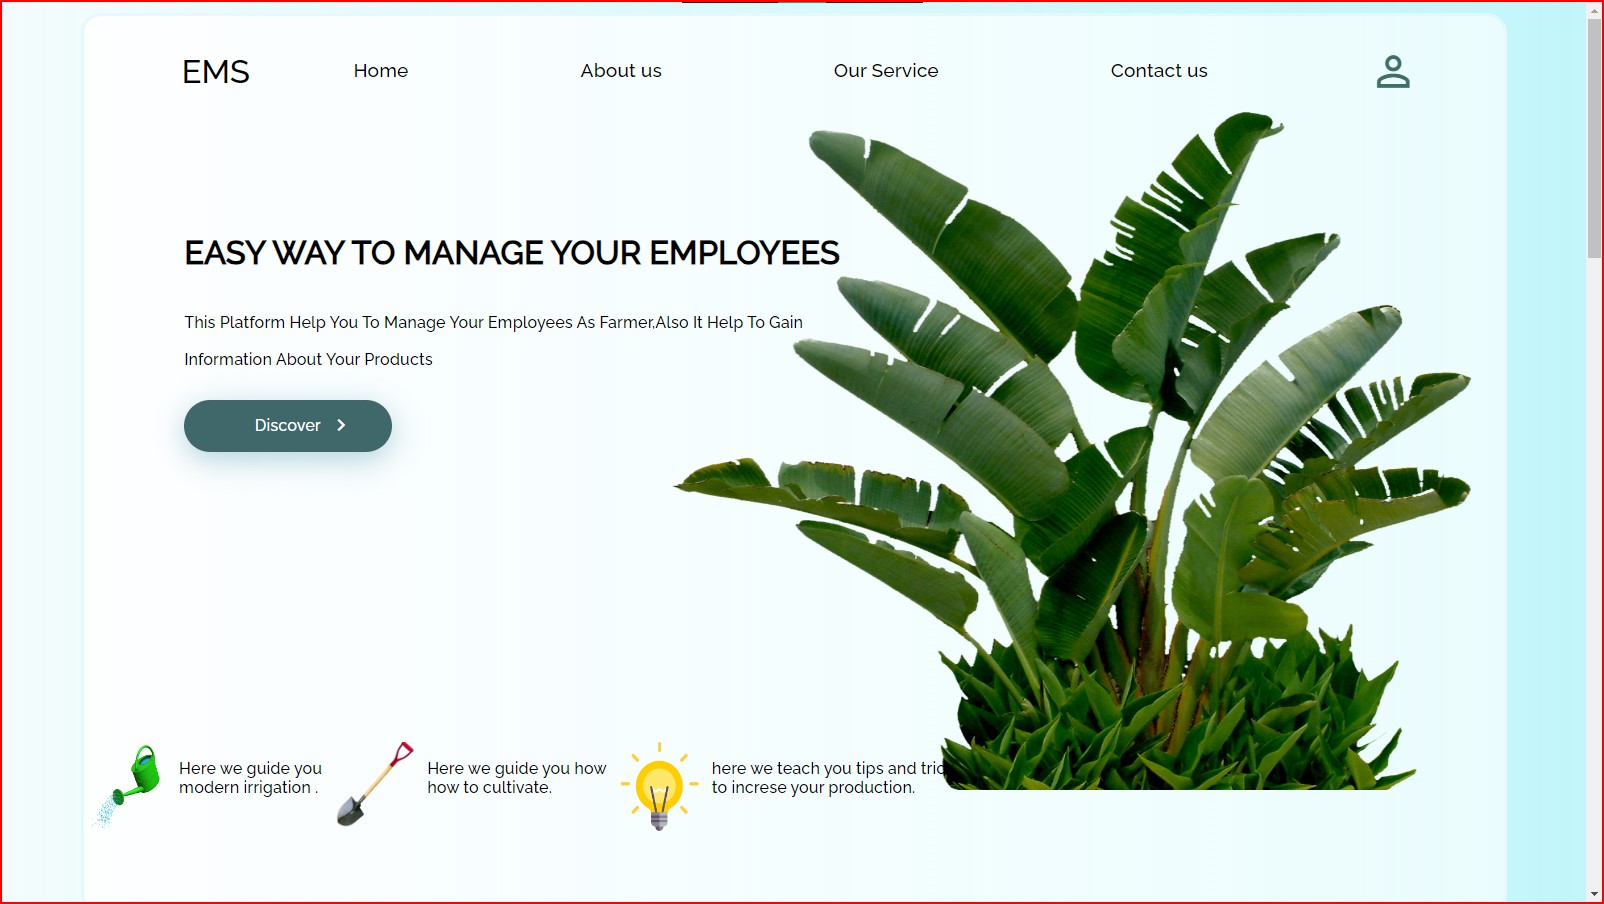 EMS Home About us Our Service Contact us
EASY WAY TO MANAGE YOUR EMPLOYEES
This Platform Help You To Manage Your Employees As Farmer,Also It Help To Gain
Information About Your Products
Discover
Here we guide you
modern irrigation .
Here we guide you how
how to cultivate.
here we teach you tips and
to increse your production.